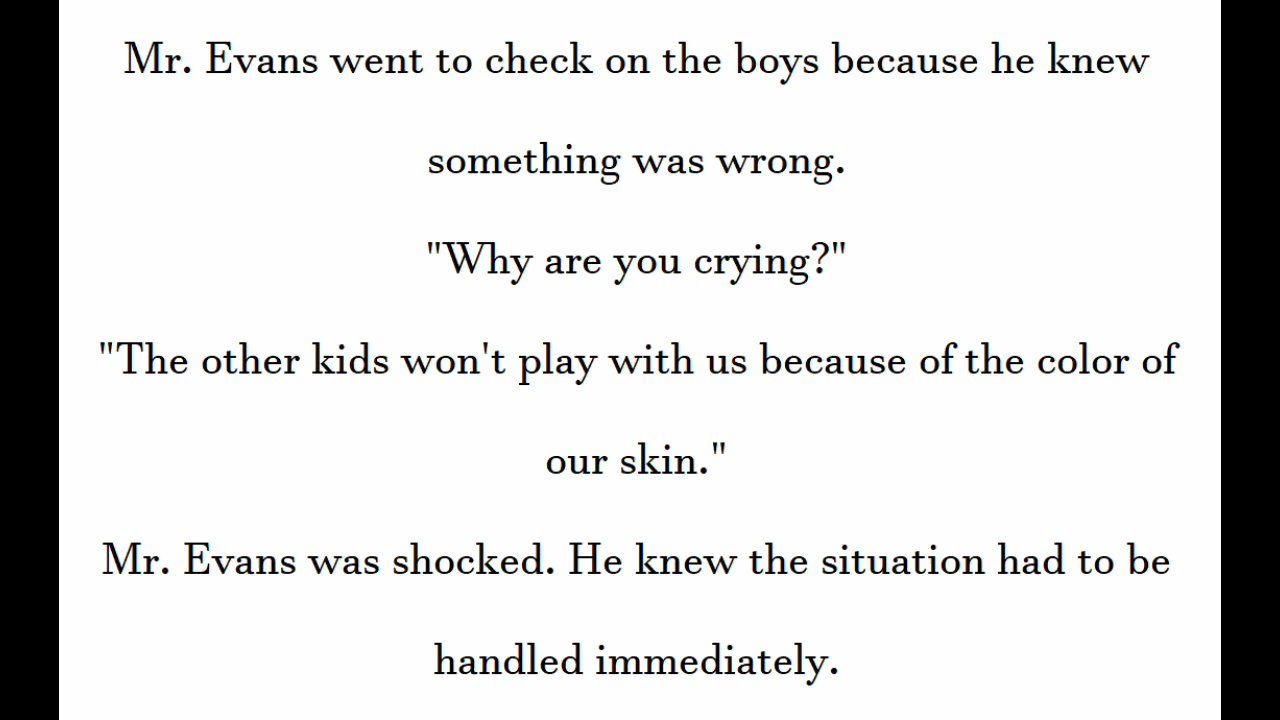 Mr. Evans went to check on the boys because he knew
something was wrong.
"Why are you crying?"
"The other kids won't play with us because of the color of
our skin."
Mr. Evans was shocked. He knew the situation had to be
handled immediately.